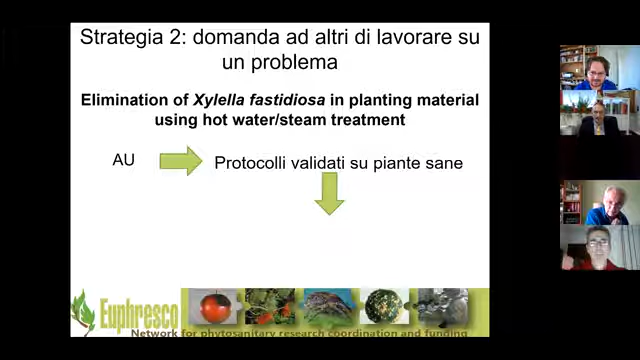 Strategia 2: domanda ad altri di lavorare su
un problema
Elimination of Xylella fastidiosa in planting material
using hot water/steam treatment
AU
Protocolli validati su piante sane
Euphresco
Network for phytosanitary research coordination and funding